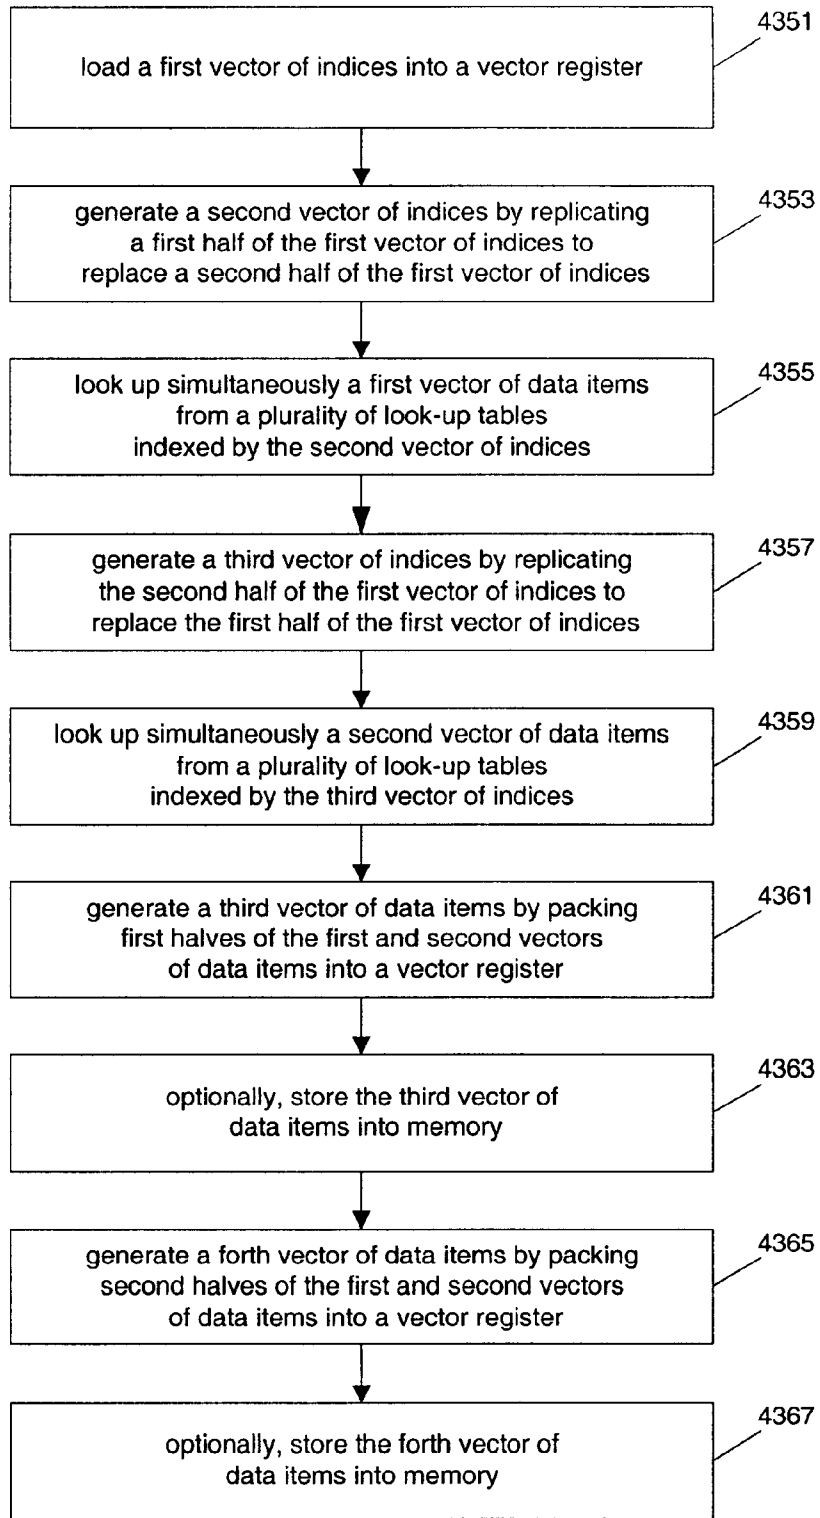 4351
load a first vector of indices into a vector register
4353
generate a second vector of indices by replicating
a first half of the first vector of indices to
replace a second half of the first vector of indices
4355
look up simultaneously a first vector of data items
from a plurality of look-up tables
indexed by the second vector of indices
4357
generate a third vector of indices by replicating
the second half of the first vector of indices to
replace the first half of the first vector of indices
4359
look up simultaneously a second vector of data items
from a plurality of look-up tables
indexed by the third vector of indices
4361
generate a third vector of data items by packing
first halves of the first and second vectors
of data items into a vector register
4363
optionally, store the third vector of
data items into memory
4365
generate a forth vector of data items by packing
second halves of the first and second vectors
of data items into a vector register
4367
optionally, store the forth vector of
data items into memory